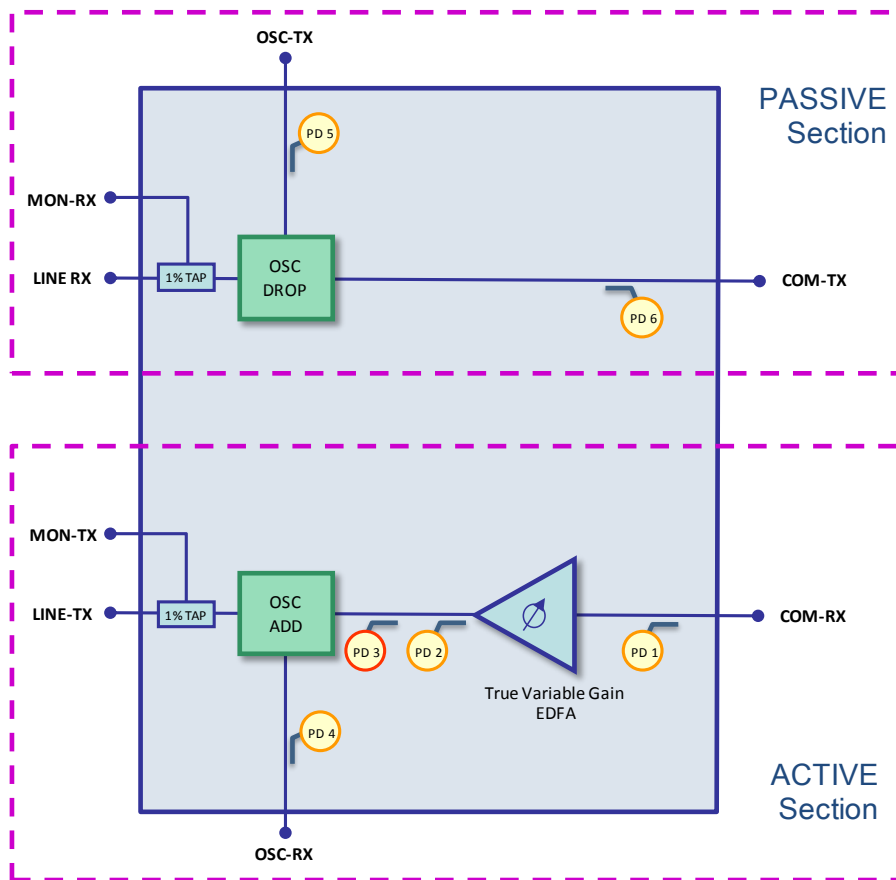 OSC-TX
PASSIVE
Section
PD 5
MON-RX
LINE RX
1% TAP
OSC
DROP
COM-TX
PD 6
MON-TX
LINE-TX
1% TAP
OSC
ADD
PD 3
PD 2
PD 1
COM-RX
True Variable Gain
EDFA
PD 4
ACTIVE
Section
OSC-RX